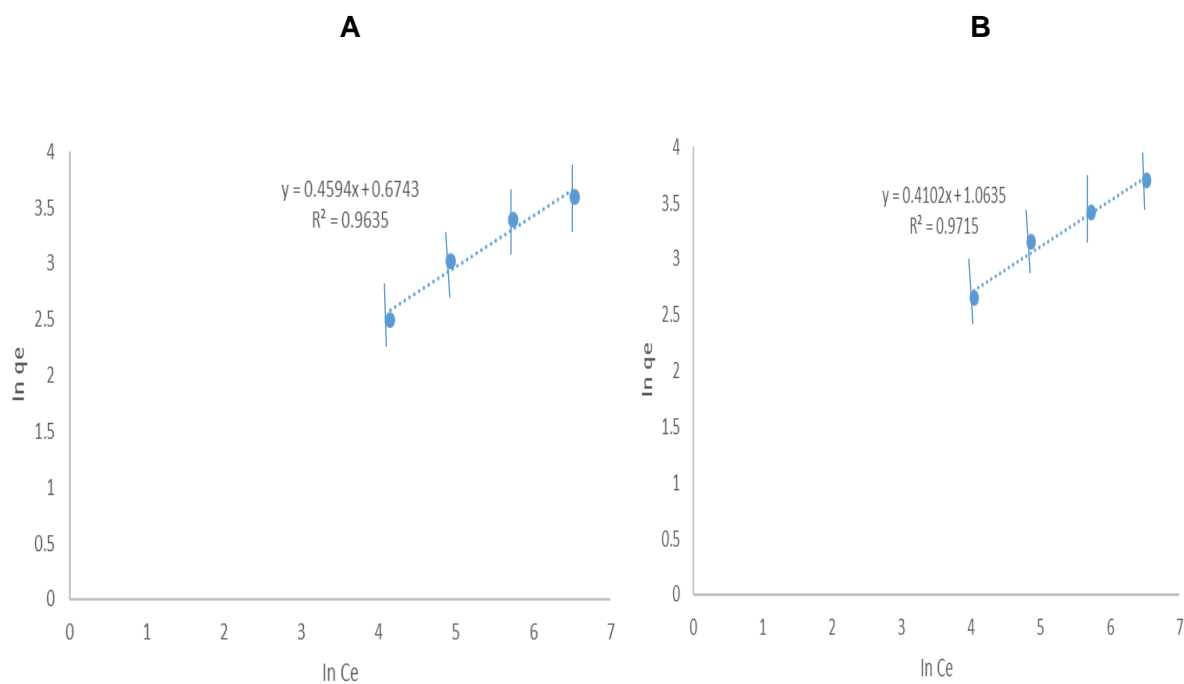 A
B
4
3.5
3
2.5
2
1.5
1
0.5
0
ln qe
y = 0.4594x + 0.6743
R² = 0.9635
0 1 2 3 4 5 6 7
ln Ce
4
3.5
3
2.5
2
1.5
1
0.5
0
ln qe
y = 0.4102x + 1.0635
R² = 0.9715
0 1 2 3 4 5 6 7
ln Ce